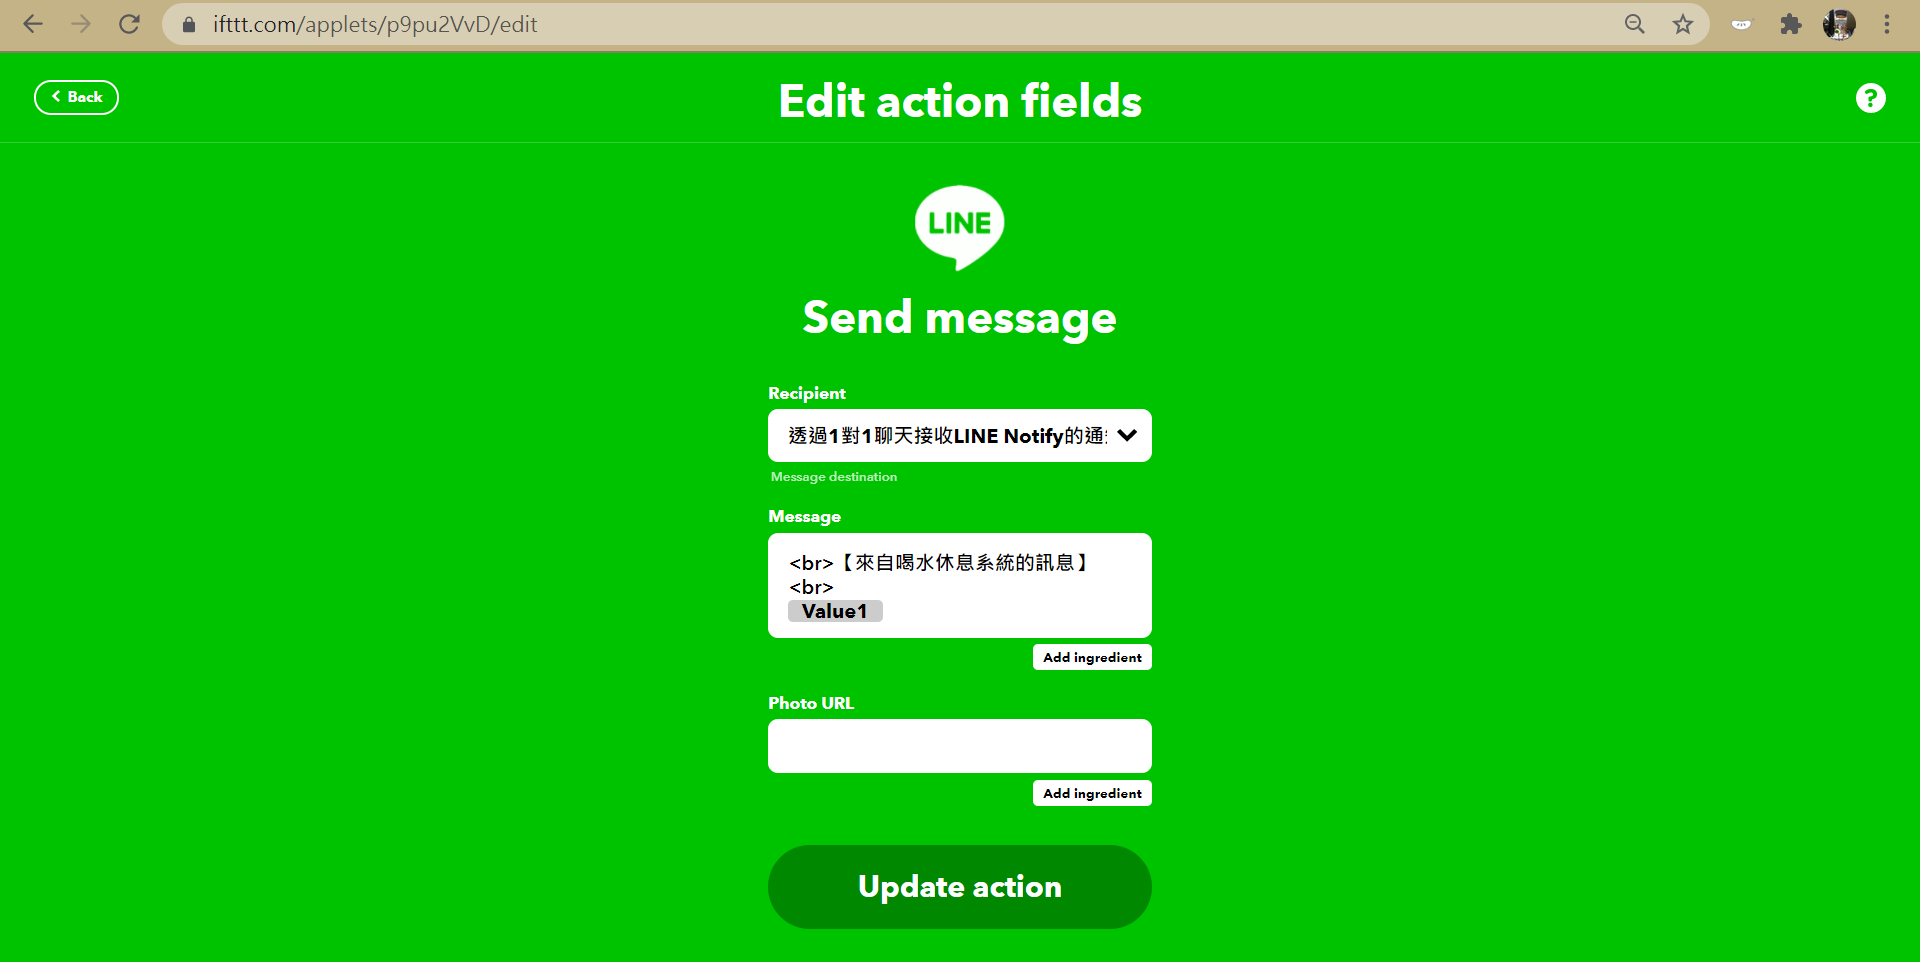 ifttt.com/applets/p9pu2VvD/edit
Back
Edit action fields
?
LINE
Send message
Recipient
透過1對1聊天接收LINE Notify的通
Message destination
Message
<br>【來自喝水休息系統的訊息】
<br>
Value1
Add ingredient
Photo URL
Add ingredient
Update action